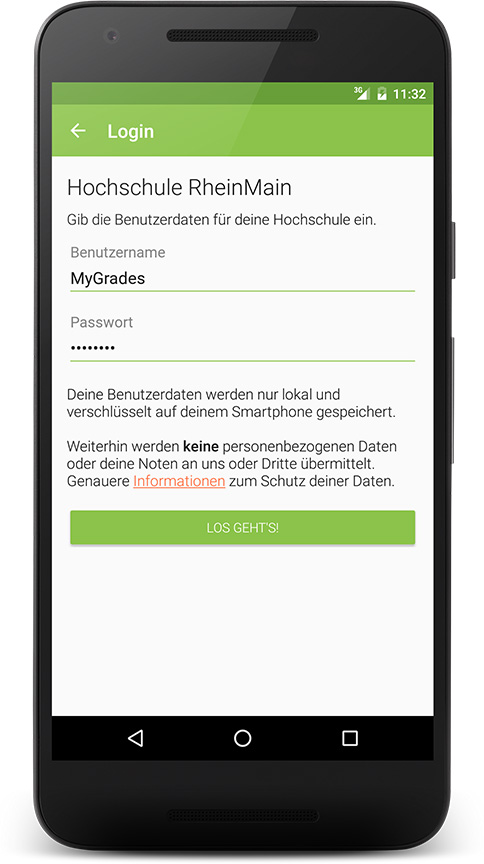 3G 11:32
Login
Hochschule RheinMain
Gib die Benutzerdaten für deine Hochschule ein.
Benutzername
MyGrades
Passwort
••••••••
Deine Benutzerdaten werden nur lokal und
verschlüsselt auf deinem Smartphone gespeichert.
Weiterhin werden keine personenbezogenen Daten
oder deine Noten an uns oder Dritte übermittelt.
Genauere Informationen zum Schutz deiner Daten.
LOS GEHT'S!